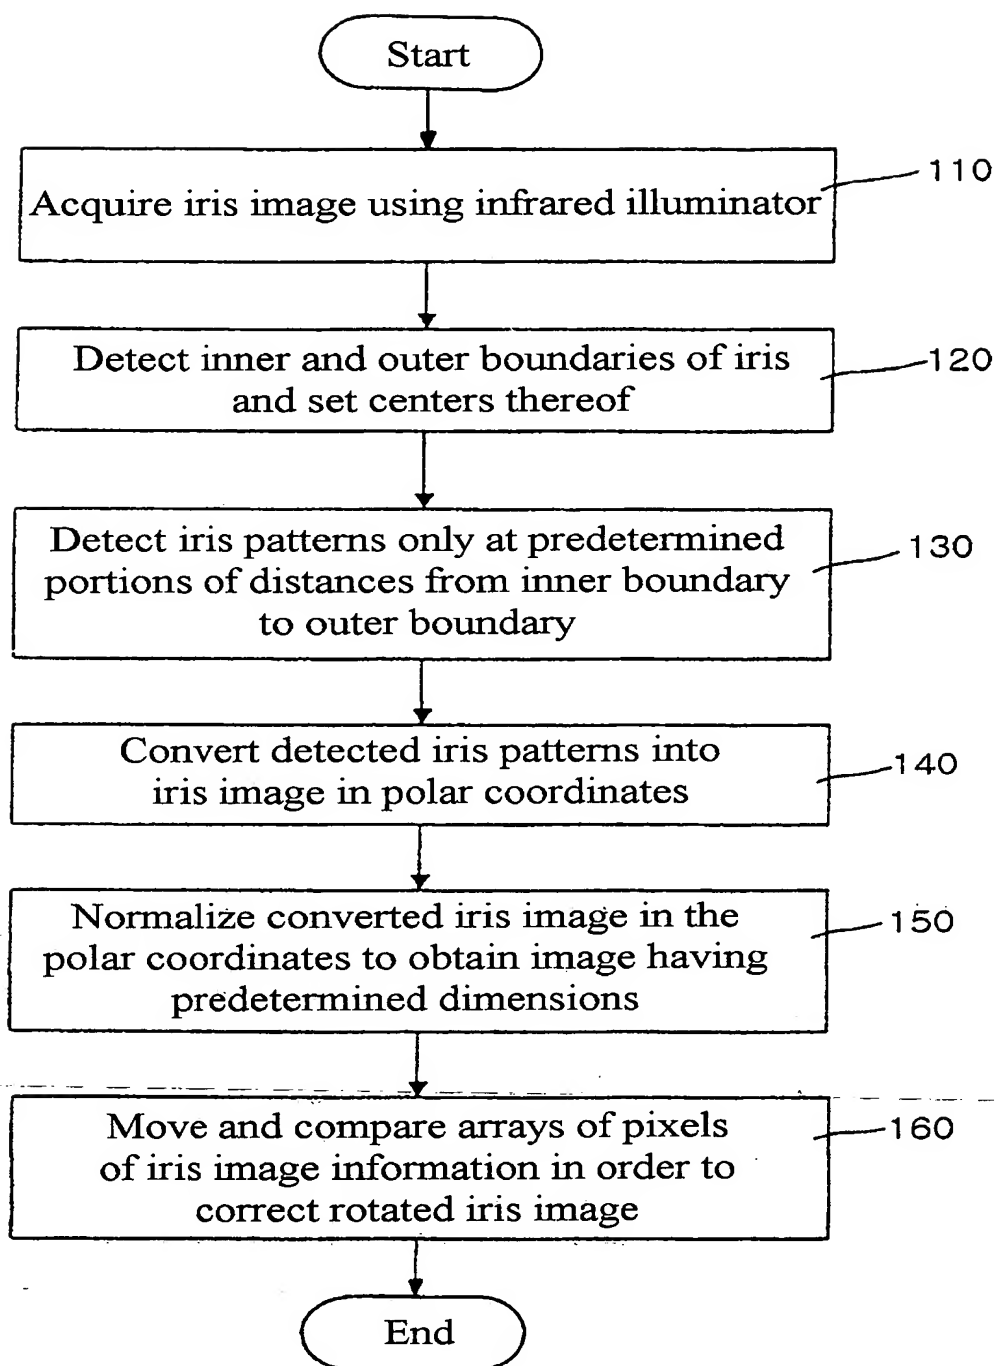 Start
Acquire iris image using infrared illuminator
110
Detect inner and outer boundaries of iris
and set centers thereof
120
Detect iris patterns only at predetermined
portions of distances from inner boundary
to outer boundary
130
Convert detected iris patterns into
iris image in polar coordinates
140
Normalize converted iris image in the
polar coordinates to obtain image having
predetermined dimensions
150
Move and compare arrays of pixels
of iris image information in order to
correct rotated iris image
160
End